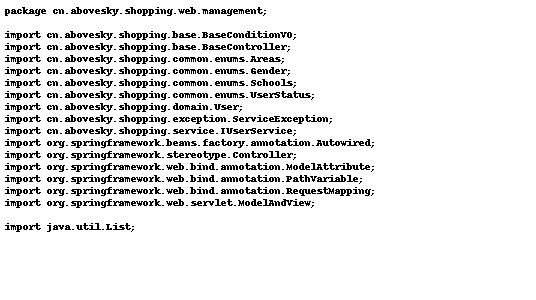 package cn.abovesky.shopping.web.management;

import cn.abovesky.shopping.base.BaseConditionVO;
import cn.abovesky.shopping.base.BaseController;
import cn.abovesky.shopping.common.enums.Areas;
import cn.abovesky.shopping.common.enums.Gender;
import cn.abovesky.shopping.common.enums.Schools;
import cn.abovesky.shopping.common.enums.UserStatus;
import cn.abovesky.shopping.domain.User;
import cn.abovesky.shopping.exception.ServiceException;
import cn.abovesky.shopping.service.IUserService;
import org.springframework.beans.factory.annotation.Autowired;
import org.springframework.stereotype.Controller;
import org.springframework.web.bind.annotation.ModelAttribute;
import org.springframework.web.bind.annotation.PathVariable;
import org.springframework.web.bind.annotation.RequestMapping;
import org.springframework.web.servlet.ModelAndView;

import java.util.List;